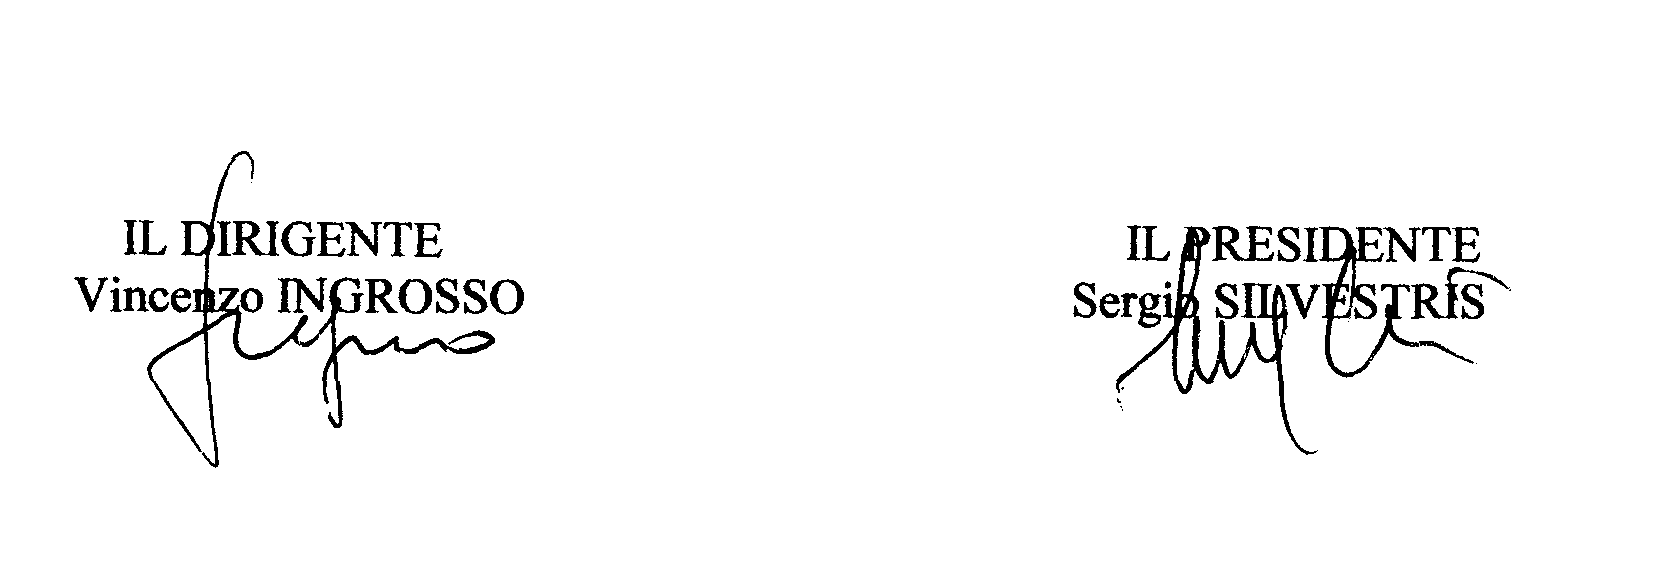 IL DIRIGENTE
Vincenzo INGROSSO
IL PRESIDENTE
Sergio SILVESTRIS